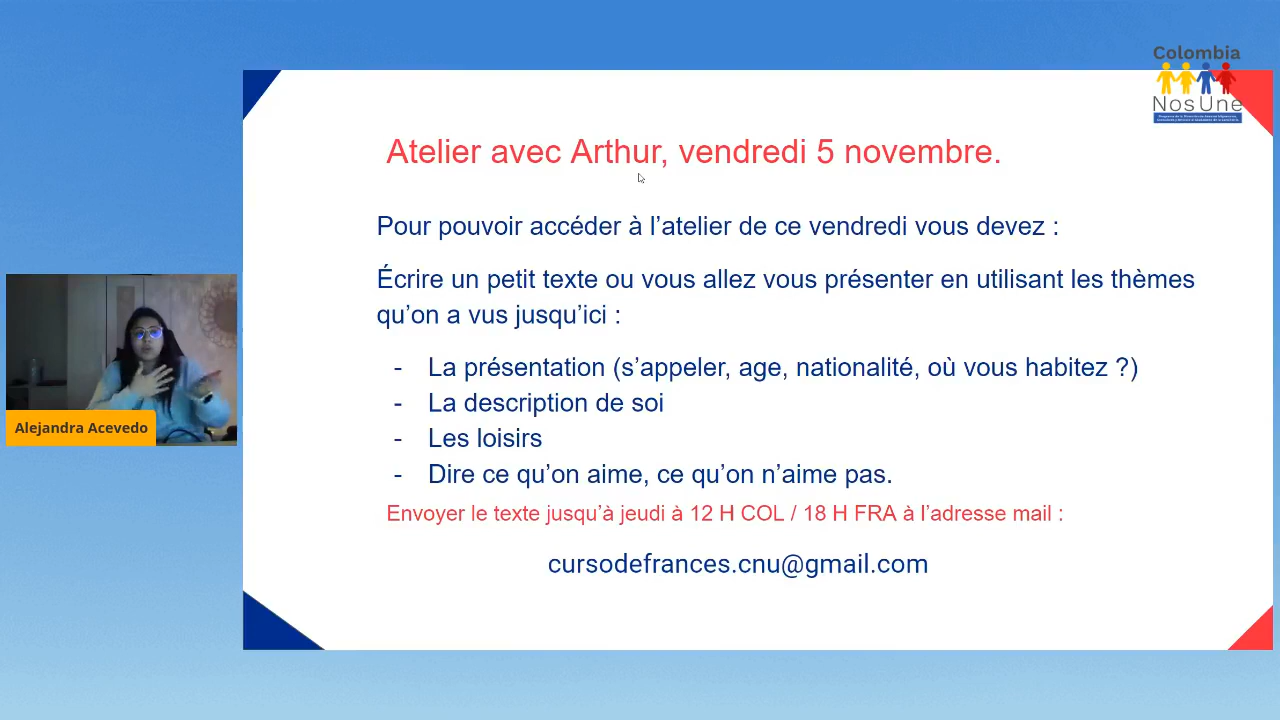 Colombia
NosUne
Atelier avec Arthur, vendredi 5 novembre.
Pour pouvoir accéder à l’atelier de ce vendredi vous devez :
Écrire un petit texte ou vous allez vous présenter en utilisant les thèmes
qu’on a vus jusqu’ici :
- La présentation (s’appeler, age, nationalité, où vous habitez ?)
- La description de soi
- Les loisirs
- Dire ce qu’on aime, ce qu’on n’aime pas.
Envoyer le texte jusqu’à jeudi à 12 H COL / 18 H FRA à l’adresse mail :
cursodefrances.cnu@gmail.com
Alejandra Acevedo